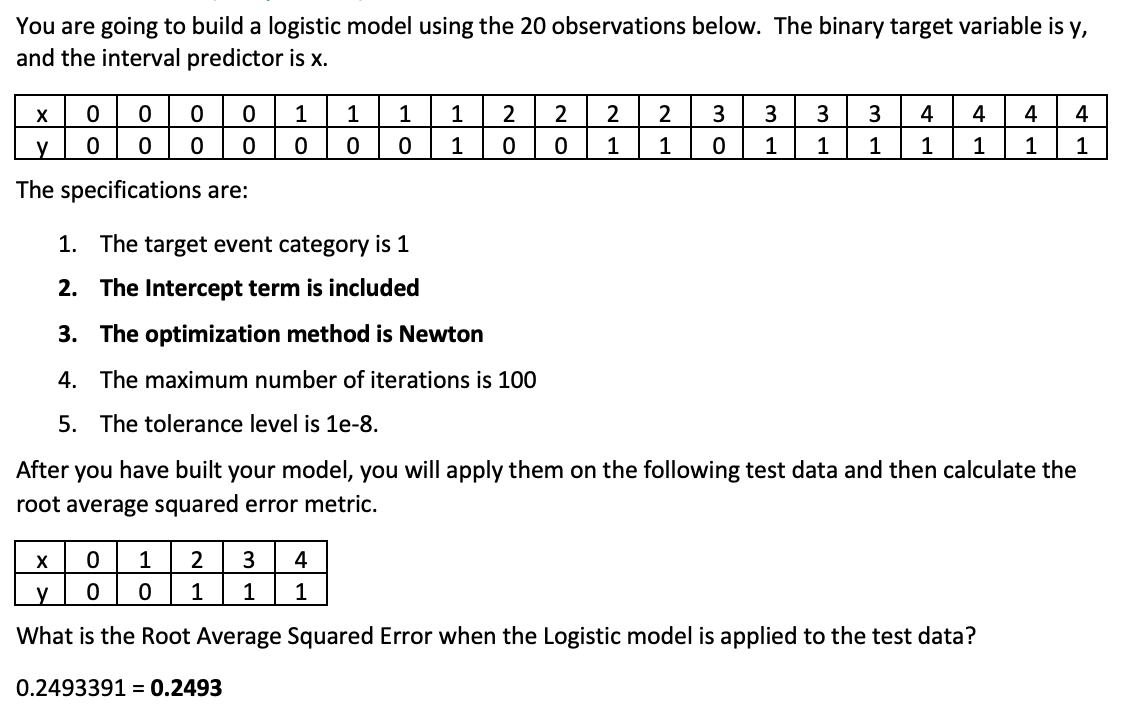 You are going to build a logistic model using the 20 observations below. The binary target variable is y,
and the interval predictor is x.
x 0 0 0 0 1 1 1 1 2 2 2 2 3 3 3 3 4 4 4 4
y 0 0 0 0 0 0 0 1 0 0 1 1 0 1 1 1 1 1 1 1
The specifications are:
1. The target event category is 1
2. The Intercept term is included
3. The optimization method is Newton
4. The maximum number of iterations is 100
5. The tolerance level is 1e-8.
After you have built your model, you will apply them on the following test data and then calculate the
root average squared error metric.
x 0 1 2 3 4
y 0 0 1 1 1
What is the Root Average Squared Error when the Logistic model is applied to the test data?
0.2493391 = 0.2493